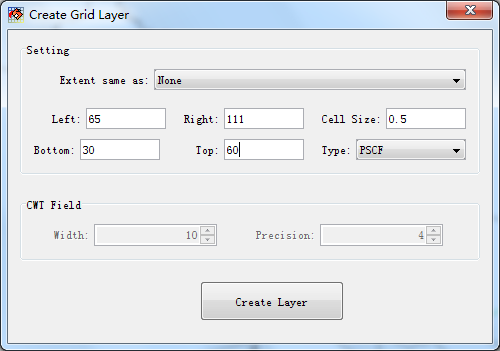 Create Grid Layer
Setting
Extent same as: None
Left: 65 Right: 111 Cell Size: 0.5
Bottom: 30 Top: 60 Type: PSCF
CWT Field
Width: 10 Precision: 4
Create Layer